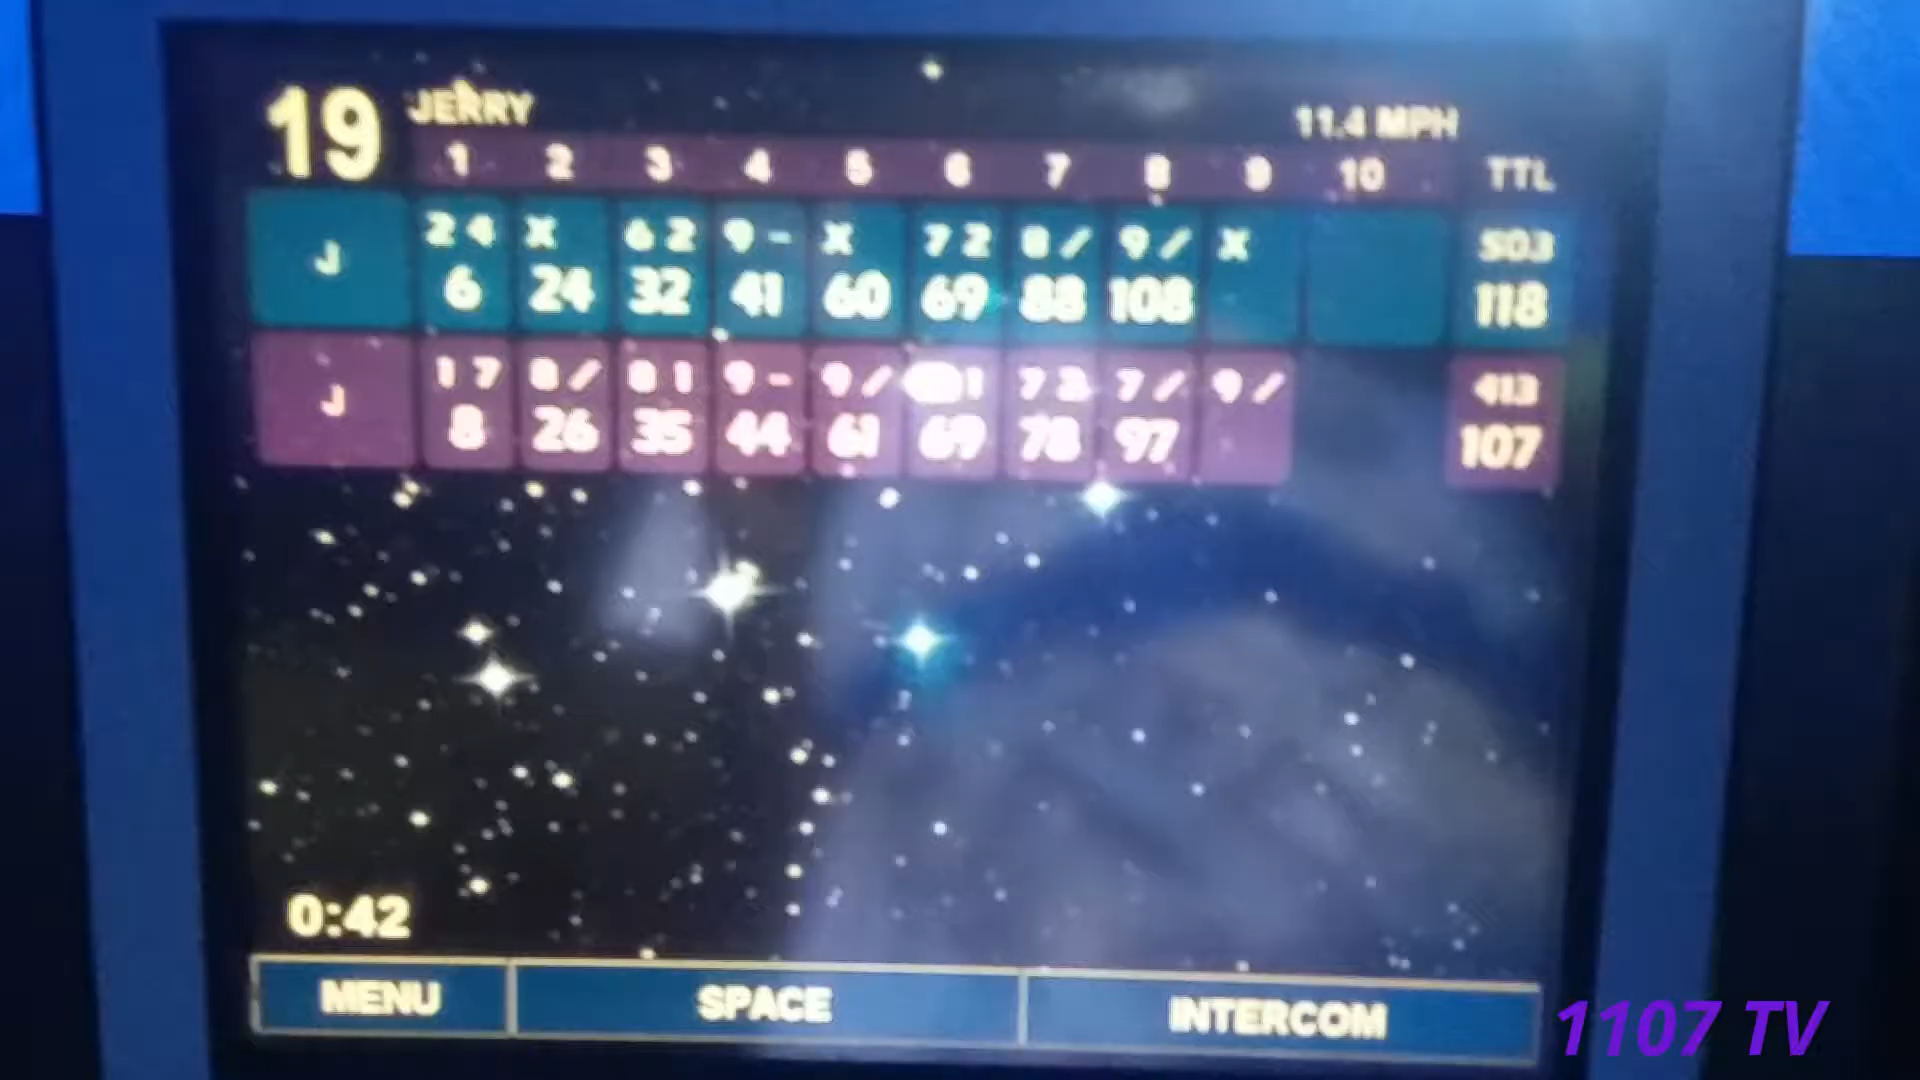 19 JERRY 11.4 MPH
1 2 3 4 5 6 7 8 9 10 TTL
J 2 4 X 6 2 9 - X 7 2 8 / 9 / X 503
6 24 32 41 60 69 88 108 118
J 1 7 8 / 8 1 9 - 9 / 1 7 2 7 / 9 / 413
8 26 35 44 61 69 78 97 107
0:42
MENU SPACE INTERCOM
1107 TV